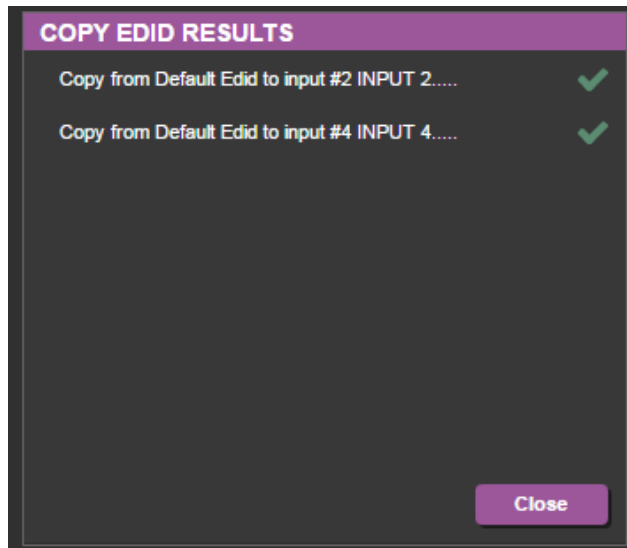 COPY EDID RESULTS
Copy from Default Edid to input #2 INPUT 2.....
Copy from Default Edid to input #4 INPUT 4.....
Close